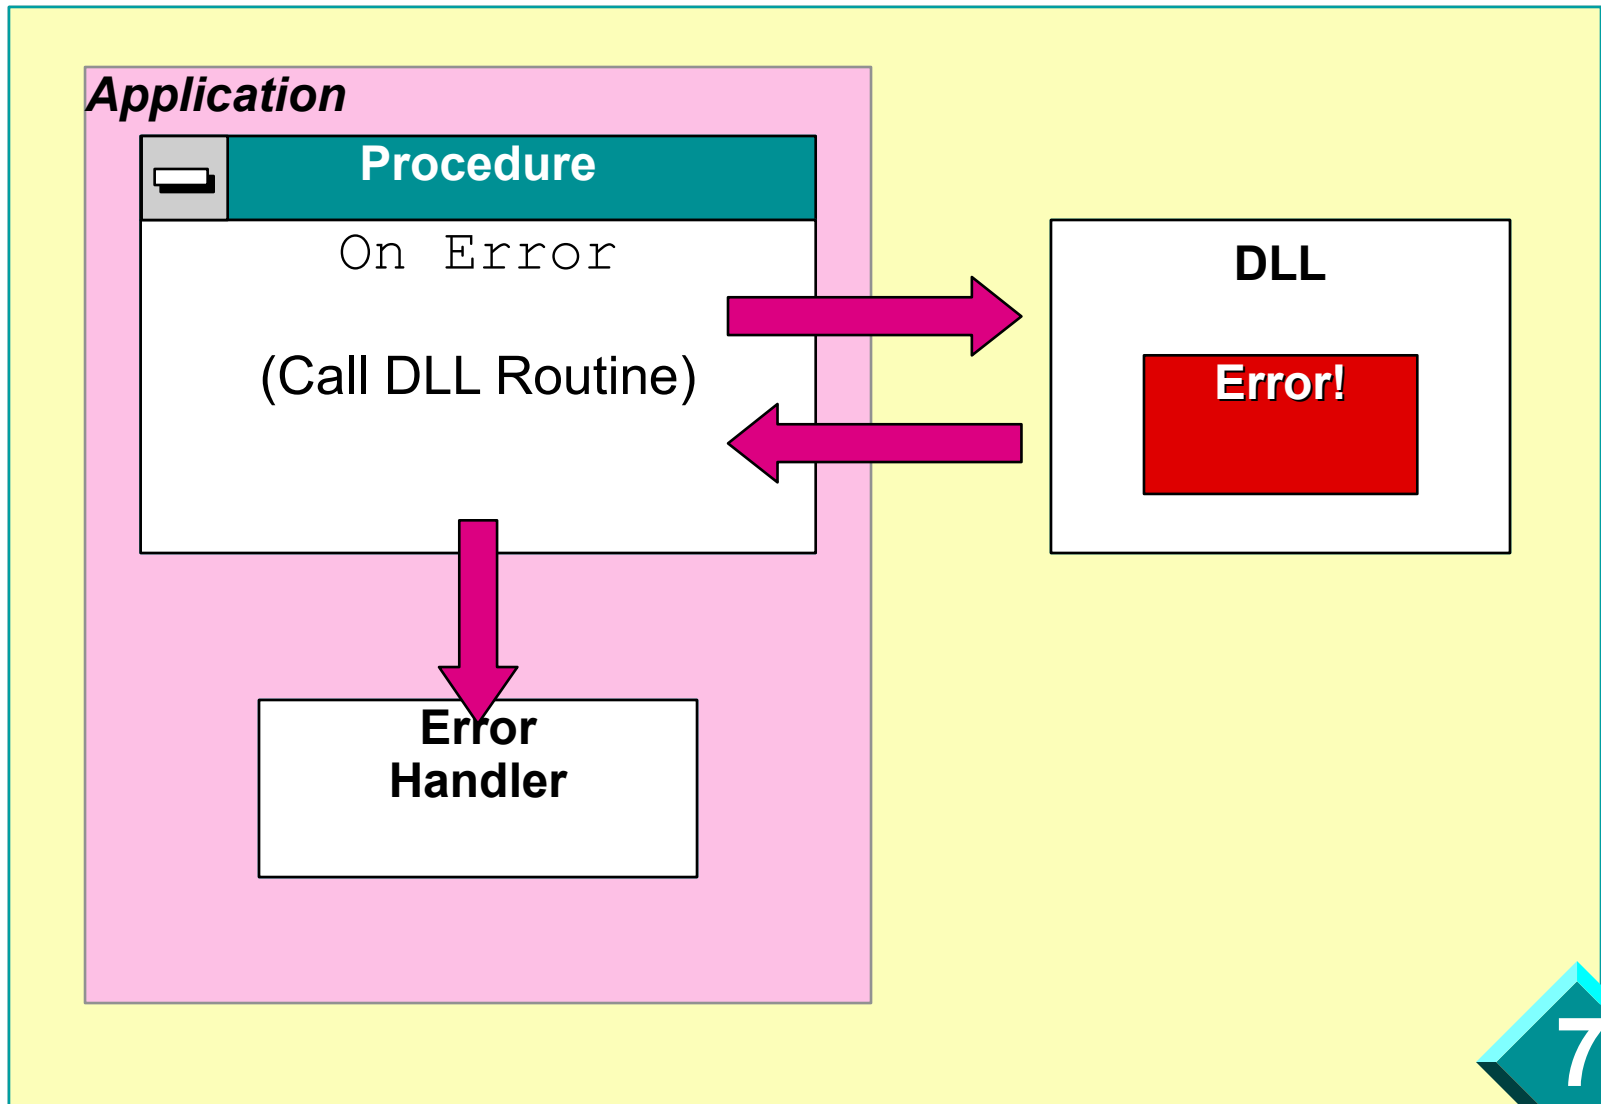 Application
Procedure
On Error
(Call DLL Routine)
DLL
Error!
Error
Handler
7